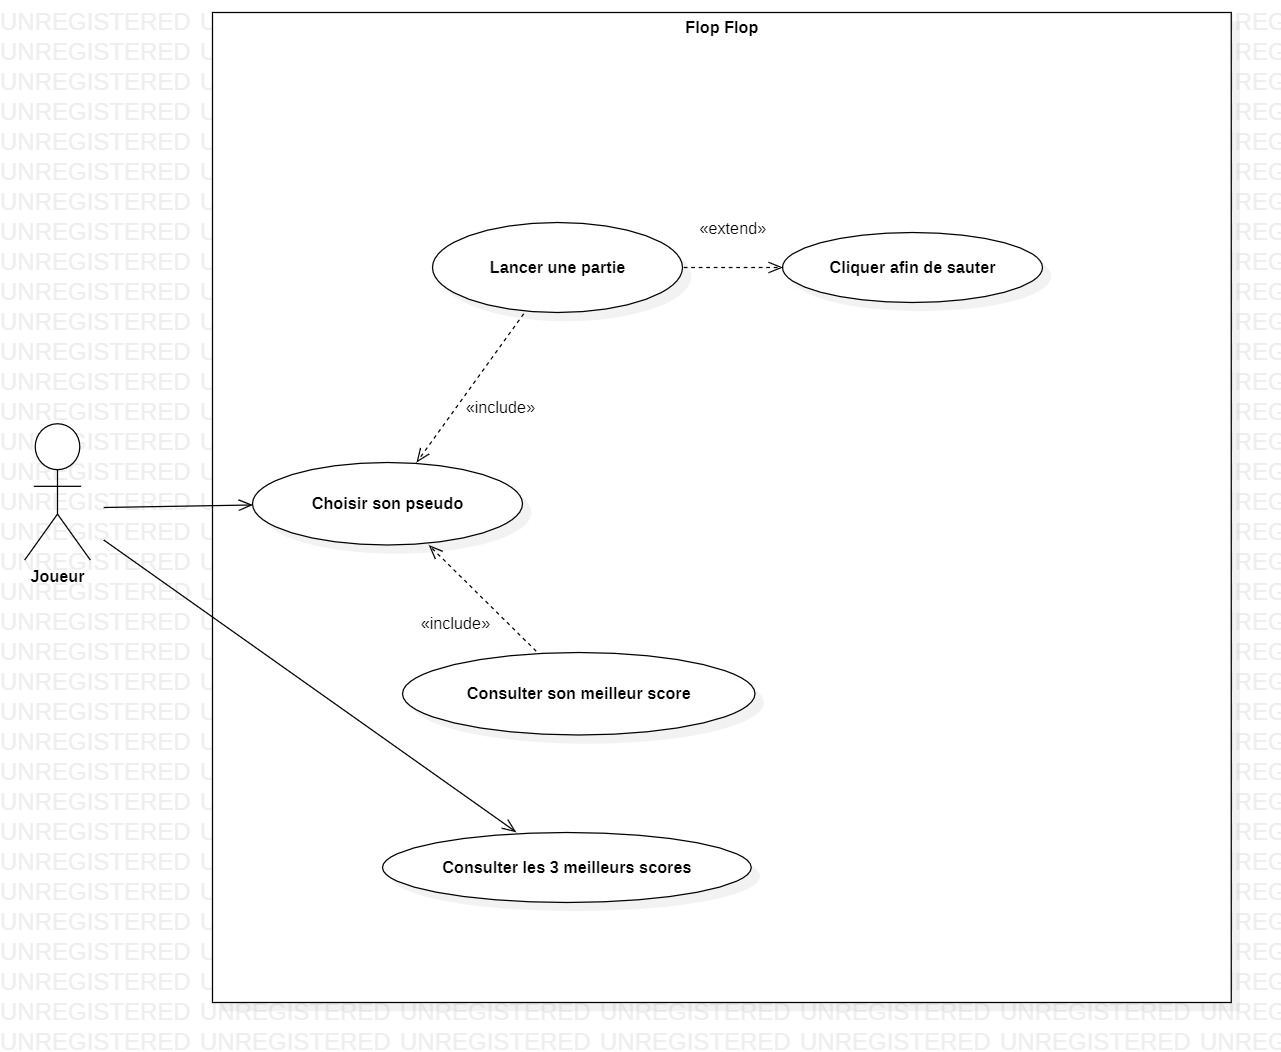 Flop Flop
«extend»
Lancer une partie
Cliquer afin de sauter
«include»
Choisir son pseudo
Joueur
«include»
Consulter son meilleur score
Consulter les 3 meilleurs scores
UNREGISTERED UNREGISTERED UNREGISTERED UNREGISTERED UNREGISTERED UNREGISTERED